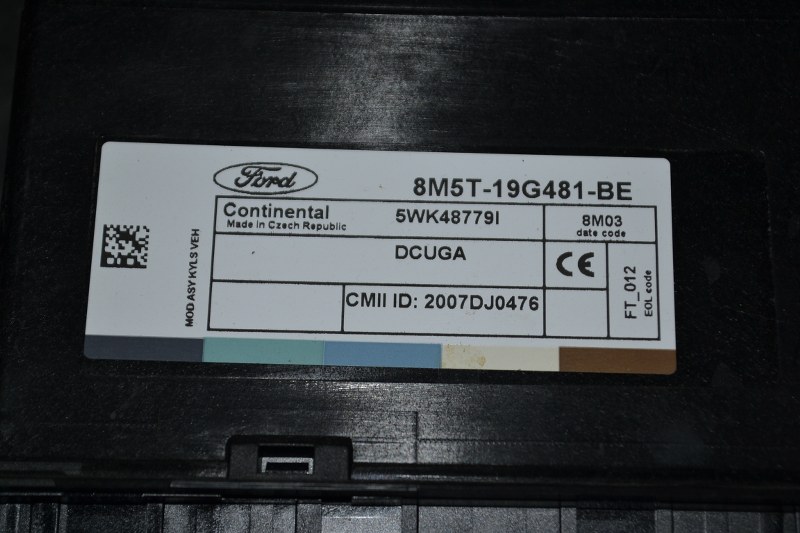 Ford
8M5T-19G481-BE
Continental 5WK48779I 8M03
Made in Czech Republic date code
MOD ASY KYLS VEH
DCUGA
CE
CMII ID: 2007DJ0476
FT_012
EOL code